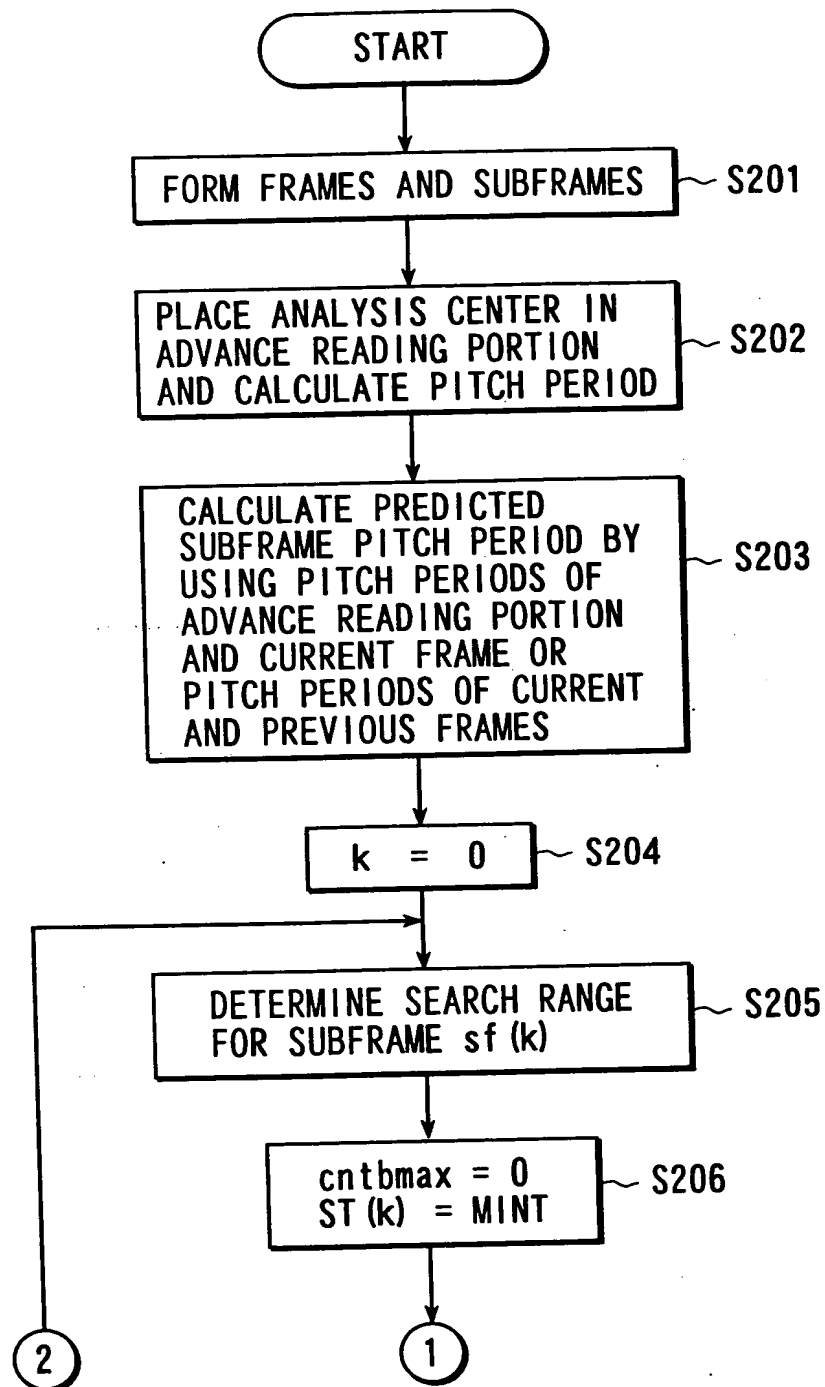 START
FORM FRAMES AND SUBFRAMES
S201
PLACE ANALYSIS CENTER IN
ADVANCE READING PORTION
AND CALCULATE PITCH PERIOD
S202
CALCULATE PREDICTED
SUBFRAME PITCH PERIOD BY
USING PITCH PERIODS OF
ADVANCE READING PORTION
AND CURRENT FRAME OR
PITCH PERIODS OF CURRENT
AND PREVIOUS FRAMES
S203
k = 0
S204
DETERMINE SEARCH RANGE
FOR SUBFRAME sf(k)
S205
cntbmax = 0
ST(k) = MINT
S206
2
1